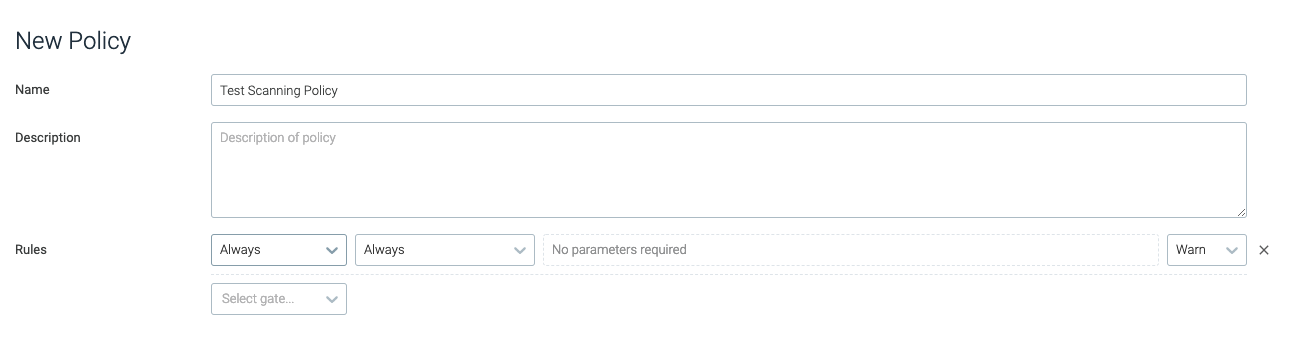 New Policy
Name
Test Scanning Policy
Description
Description of policy
Rules
Always
Always
No parameters required
Warn
Select gate...